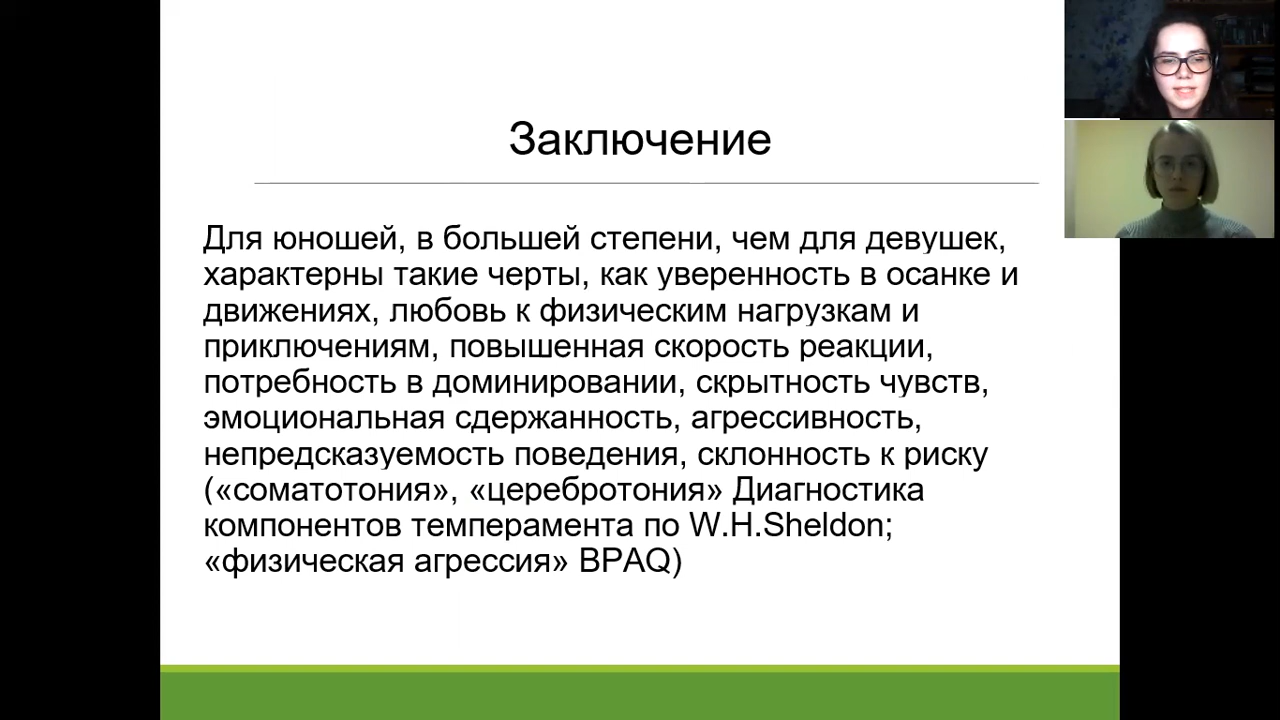 Заключение
Для юношей, в большей степени, чем для девушек,
характерны такие черты, как уверенность в осанке и
движениях, любовь к физическим нагрузкам и
приключениям, повышенная скорость реакции,
потребность в доминировании, скрытность чувств,
эмоциональная сдержанность, агрессивность,
непредсказуемость поведения, склонность к риску
(«соматотония», «церебротония» Диагностика
компонентов темперамента по W.H.Sheldon;
«физическая агрессия» BPAQ)